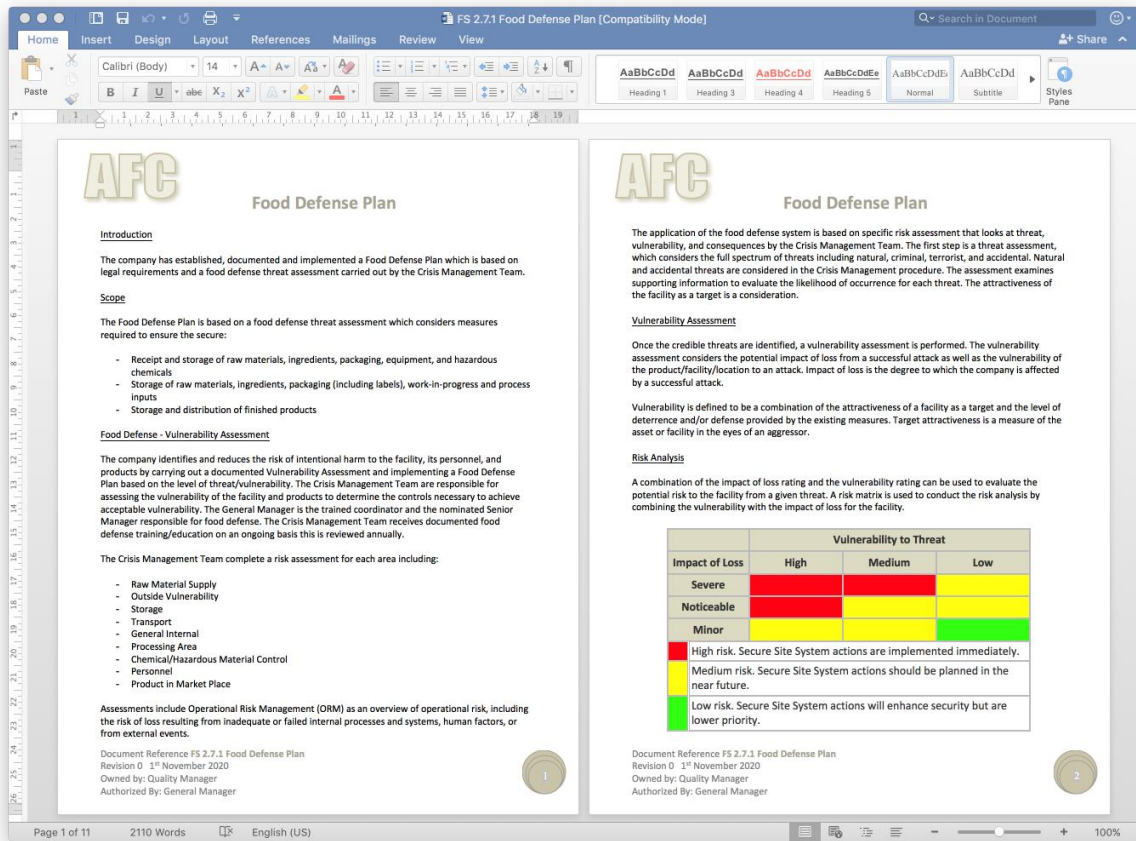 FS 2.7.1 Food Defense Plan [Compatibility Mode]
Search in Document
Home Insert Design Layout References Mailings Review View
Share
Paste
Calibri (Body) 14
AaBbCcDd AaBbCcDd AaBbCcDd AaBbCcDdEe AaBbCcDdE AaBbCcDd
Heading 1 Heading 3 Heading 4 Heading 5 Normal Subtitle
Styles Pane
AFC
Food Defense Plan
Introduction
The company has established, documented and implemented a Food Defense Plan which is based on
legal requirements and a food defense threat assessment carried out by the Crisis Management Team.
Scope
The Food Defense Plan is based on a food defense threat assessment which considers measures
required to ensure the secure:
- Receipt and storage of raw materials, ingredients, packaging, equipment, and hazardous
chemicals
- Storage of raw materials, ingredients, packaging (including labels), work-in-progress and process
inputs
- Storage and distribution of finished products
Food Defense - Vulnerability Assessment
The company identifies and reduces the risk of intentional harm to the facility, its personnel, and
products by carrying out a documented Vulnerability Assessment and implementing a Food Defense
Plan based on the level of threat/vulnerability. The Crisis Management Team are responsible for
assessing the vulnerability of the facility and products to determine the controls necessary to achieve
acceptable vulnerability. The General Manager is the trained coordinator and the nominated Senior
Manager responsible for food defense. The Crisis Management Team receives documented food
defense training/education on an ongoing basis this is reviewed annually.
The Crisis Management Team complete a risk assessment for each area including:
- Raw Material Supply
- Outside Vulnerability
- Storage
- Transport
- General Internal
- Processing Area
- Chemical/Hazardous Material Control
- Personnel
- Product in Market Place
Assessments include Operational Risk Management (ORM) as an overview of operational risk, including
the risk of loss resulting from inadequate or failed internal processes and systems, human factors, or
from external events.
Document Reference FS 2.7.1 Food Defense Plan
Revision 0 1st November 2020
Owned by: Quality Manager
Authorized By: General Manager
1
AFC
Food Defense Plan
The application of the food defense system is based on specific risk assessment that looks at threat,
vulnerability, and consequences by the Crisis Management Team. The first step is a threat assessment,
which considers the full spectrum of threats including natural, criminal, terrorist, and accidental. Natural
and accidental threats are considered in the Crisis Management procedure. The assessment examines
supporting information to evaluate the likelihood of occurrence for each threat. The attractiveness of
the facility as a target is a consideration.
Vulnerability Assessment
Once the credible threats are identified, a vulnerability assessment is performed. The vulnerability
assessment considers the potential impact of loss from a successful attack as well as the vulnerability of
the product/facility/location to an attack. Impact of loss is the degree to which the company is affected
by a successful attack.
Vulnerability is defined to be a combination of the attractiveness of a facility as a target and the level of
deterrence and/or defense provided by the existing measures. Target attractiveness is a measure of the
asset or facility in the eyes of an aggressor.
Risk Analysis
A combination of the impact of loss rating and the vulnerability rating can be used to evaluate the
potential risk to the facility from a given threat. A risk matrix is used to conduct the risk analysis by
combining the vulnerability with the impact of loss for the facility.
Vulnerability to Threat
Impact of Loss High Medium Low
Severe
Noticeable
Minor
High risk. Secure Site System actions are implemented immediately.
Medium risk. Secure Site System actions should be planned in the
near future.
Low risk. Secure Site System actions will enhance security but are
lower priority.
Document Reference FS 2.7.1 Food Defense Plan
Revision 0 1st November 2020
Owned by: Quality Manager
Authorized By: General Manager
2
Page 1 of 11 2110 Words English (US) 100%